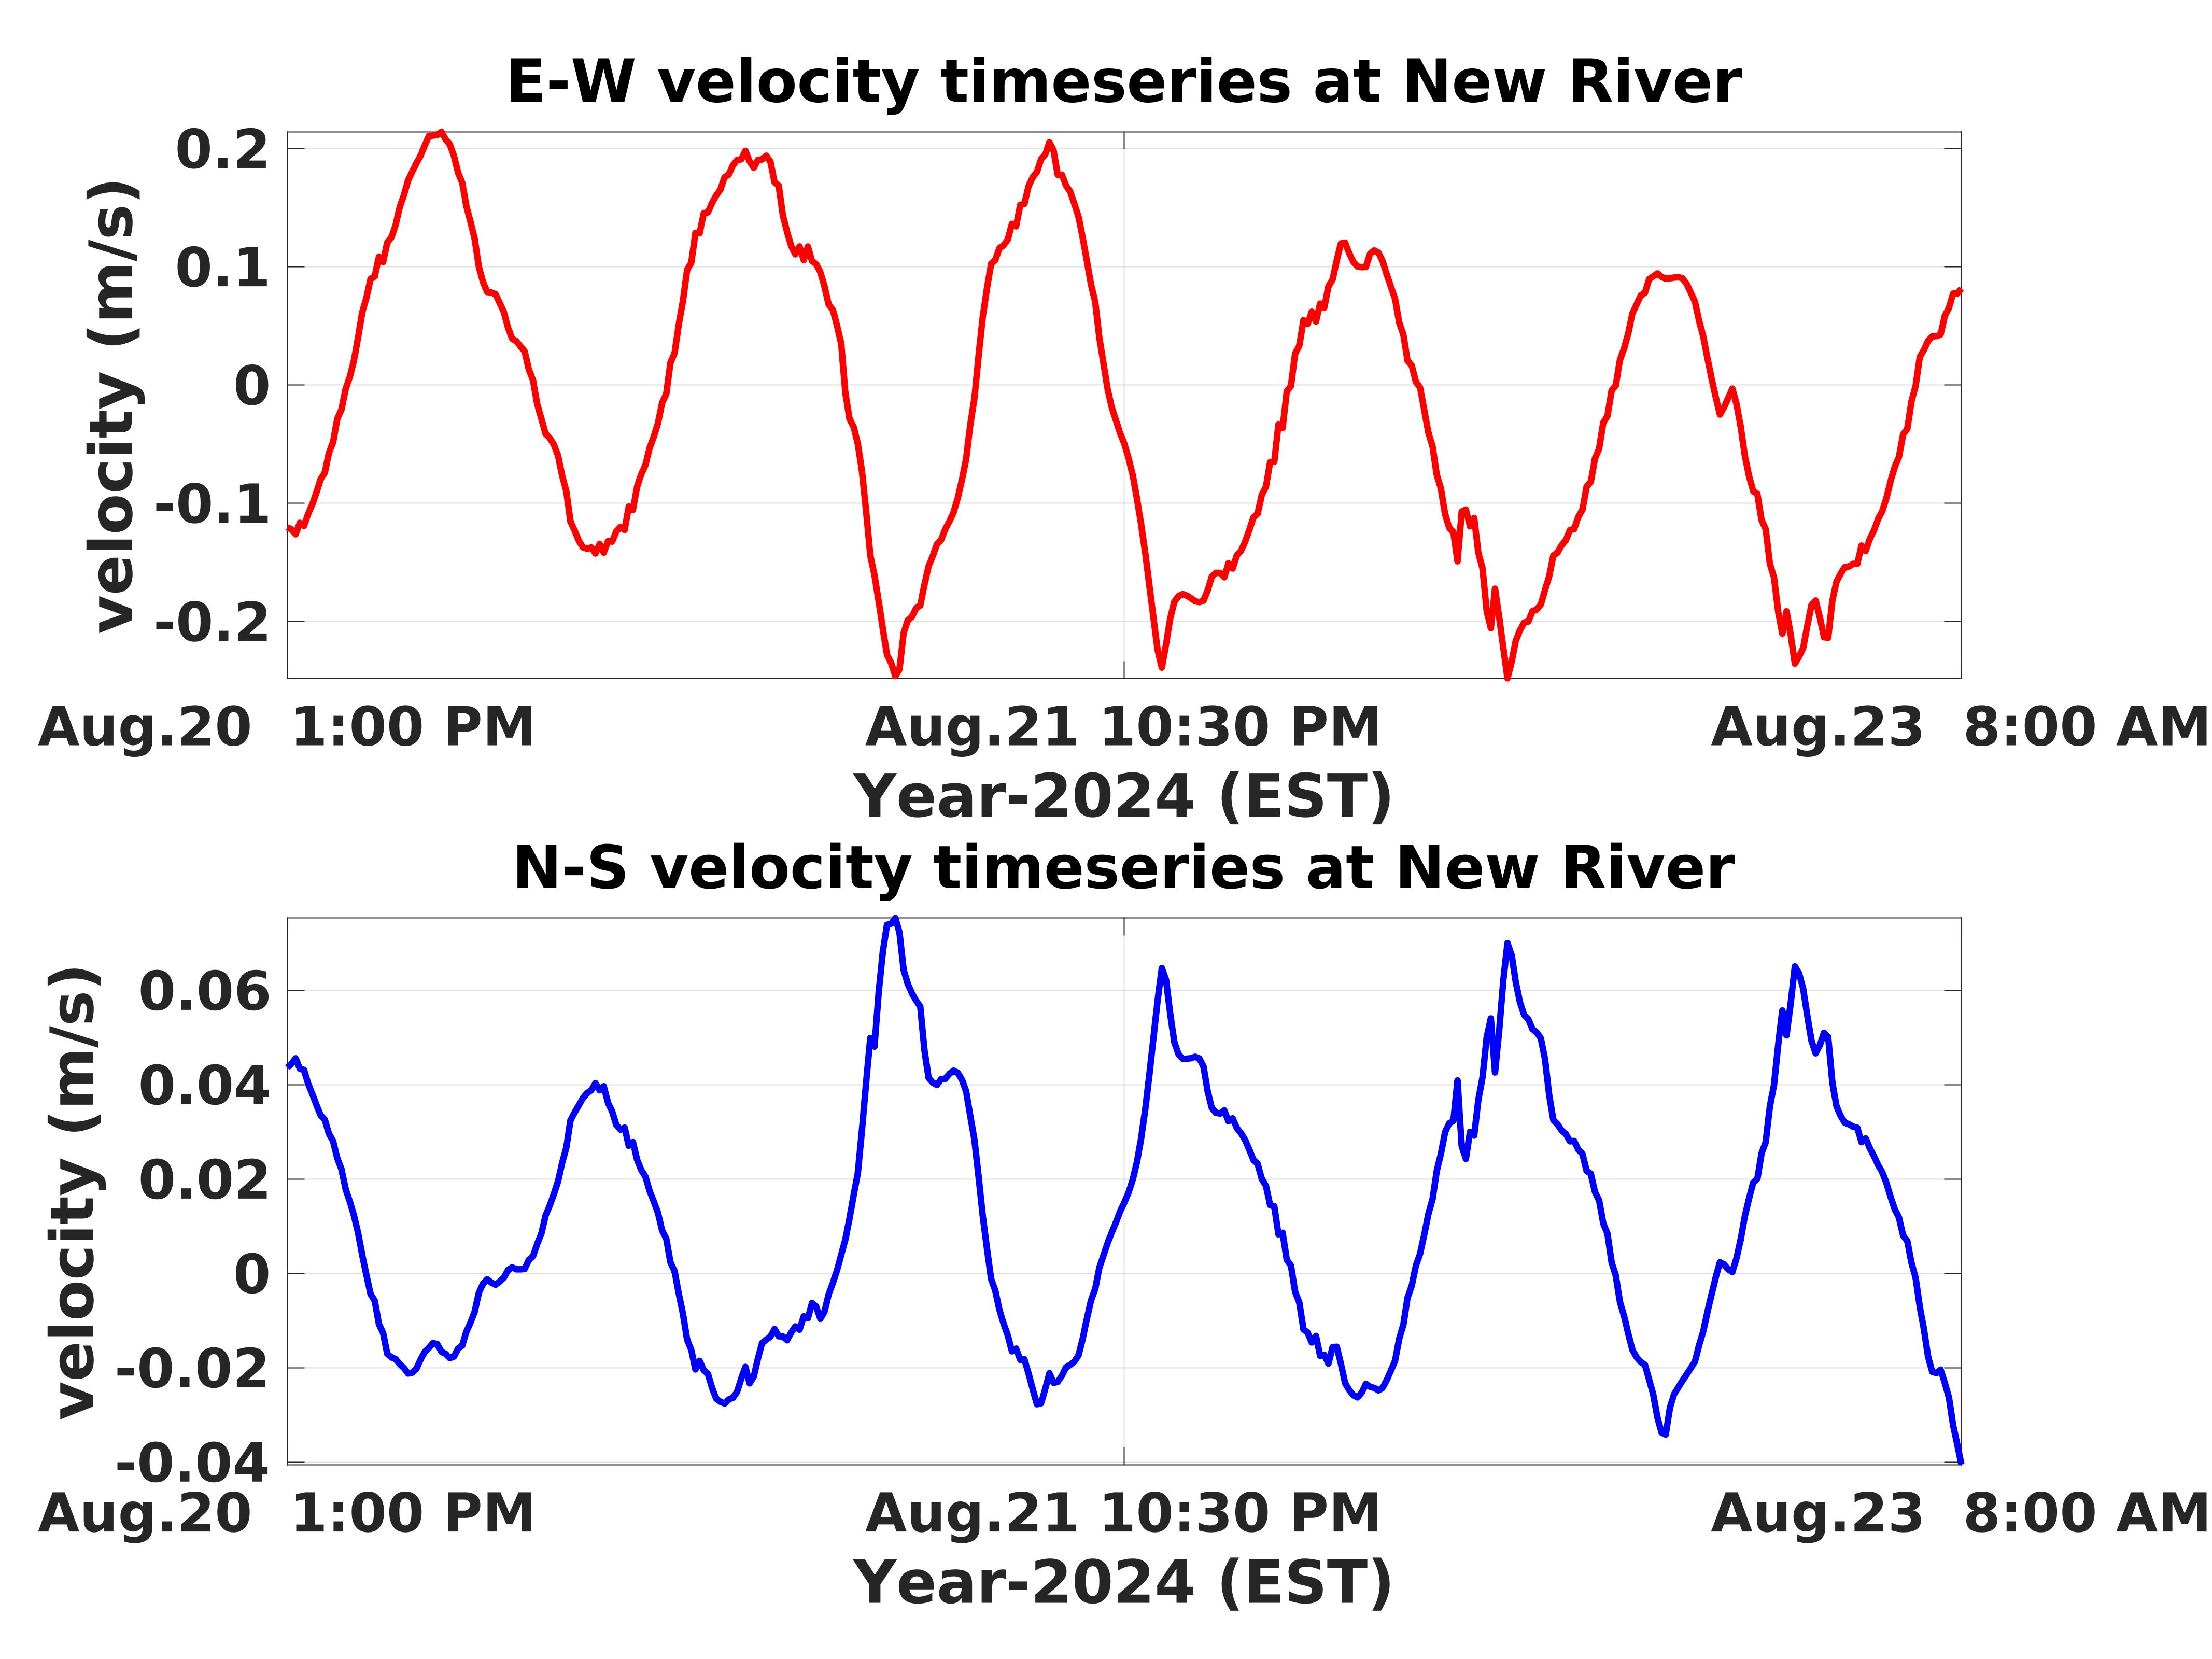 E-W velocity timeseries at New River
velocity (m/s)
0.2
0.1
0
-0.1
-0.2
Aug.20  1:00 PM
Aug.21 10:30 PM
Aug.23  8:00 AM
Year-2024 (EST)
N-S velocity timeseries at New River
velocity (m/s)
0.06
0.04
0.02
0
-0.02
-0.04
Aug.20  1:00 PM
Aug.21 10:30 PM
Aug.23  8:00 AM
Year-2024 (EST)